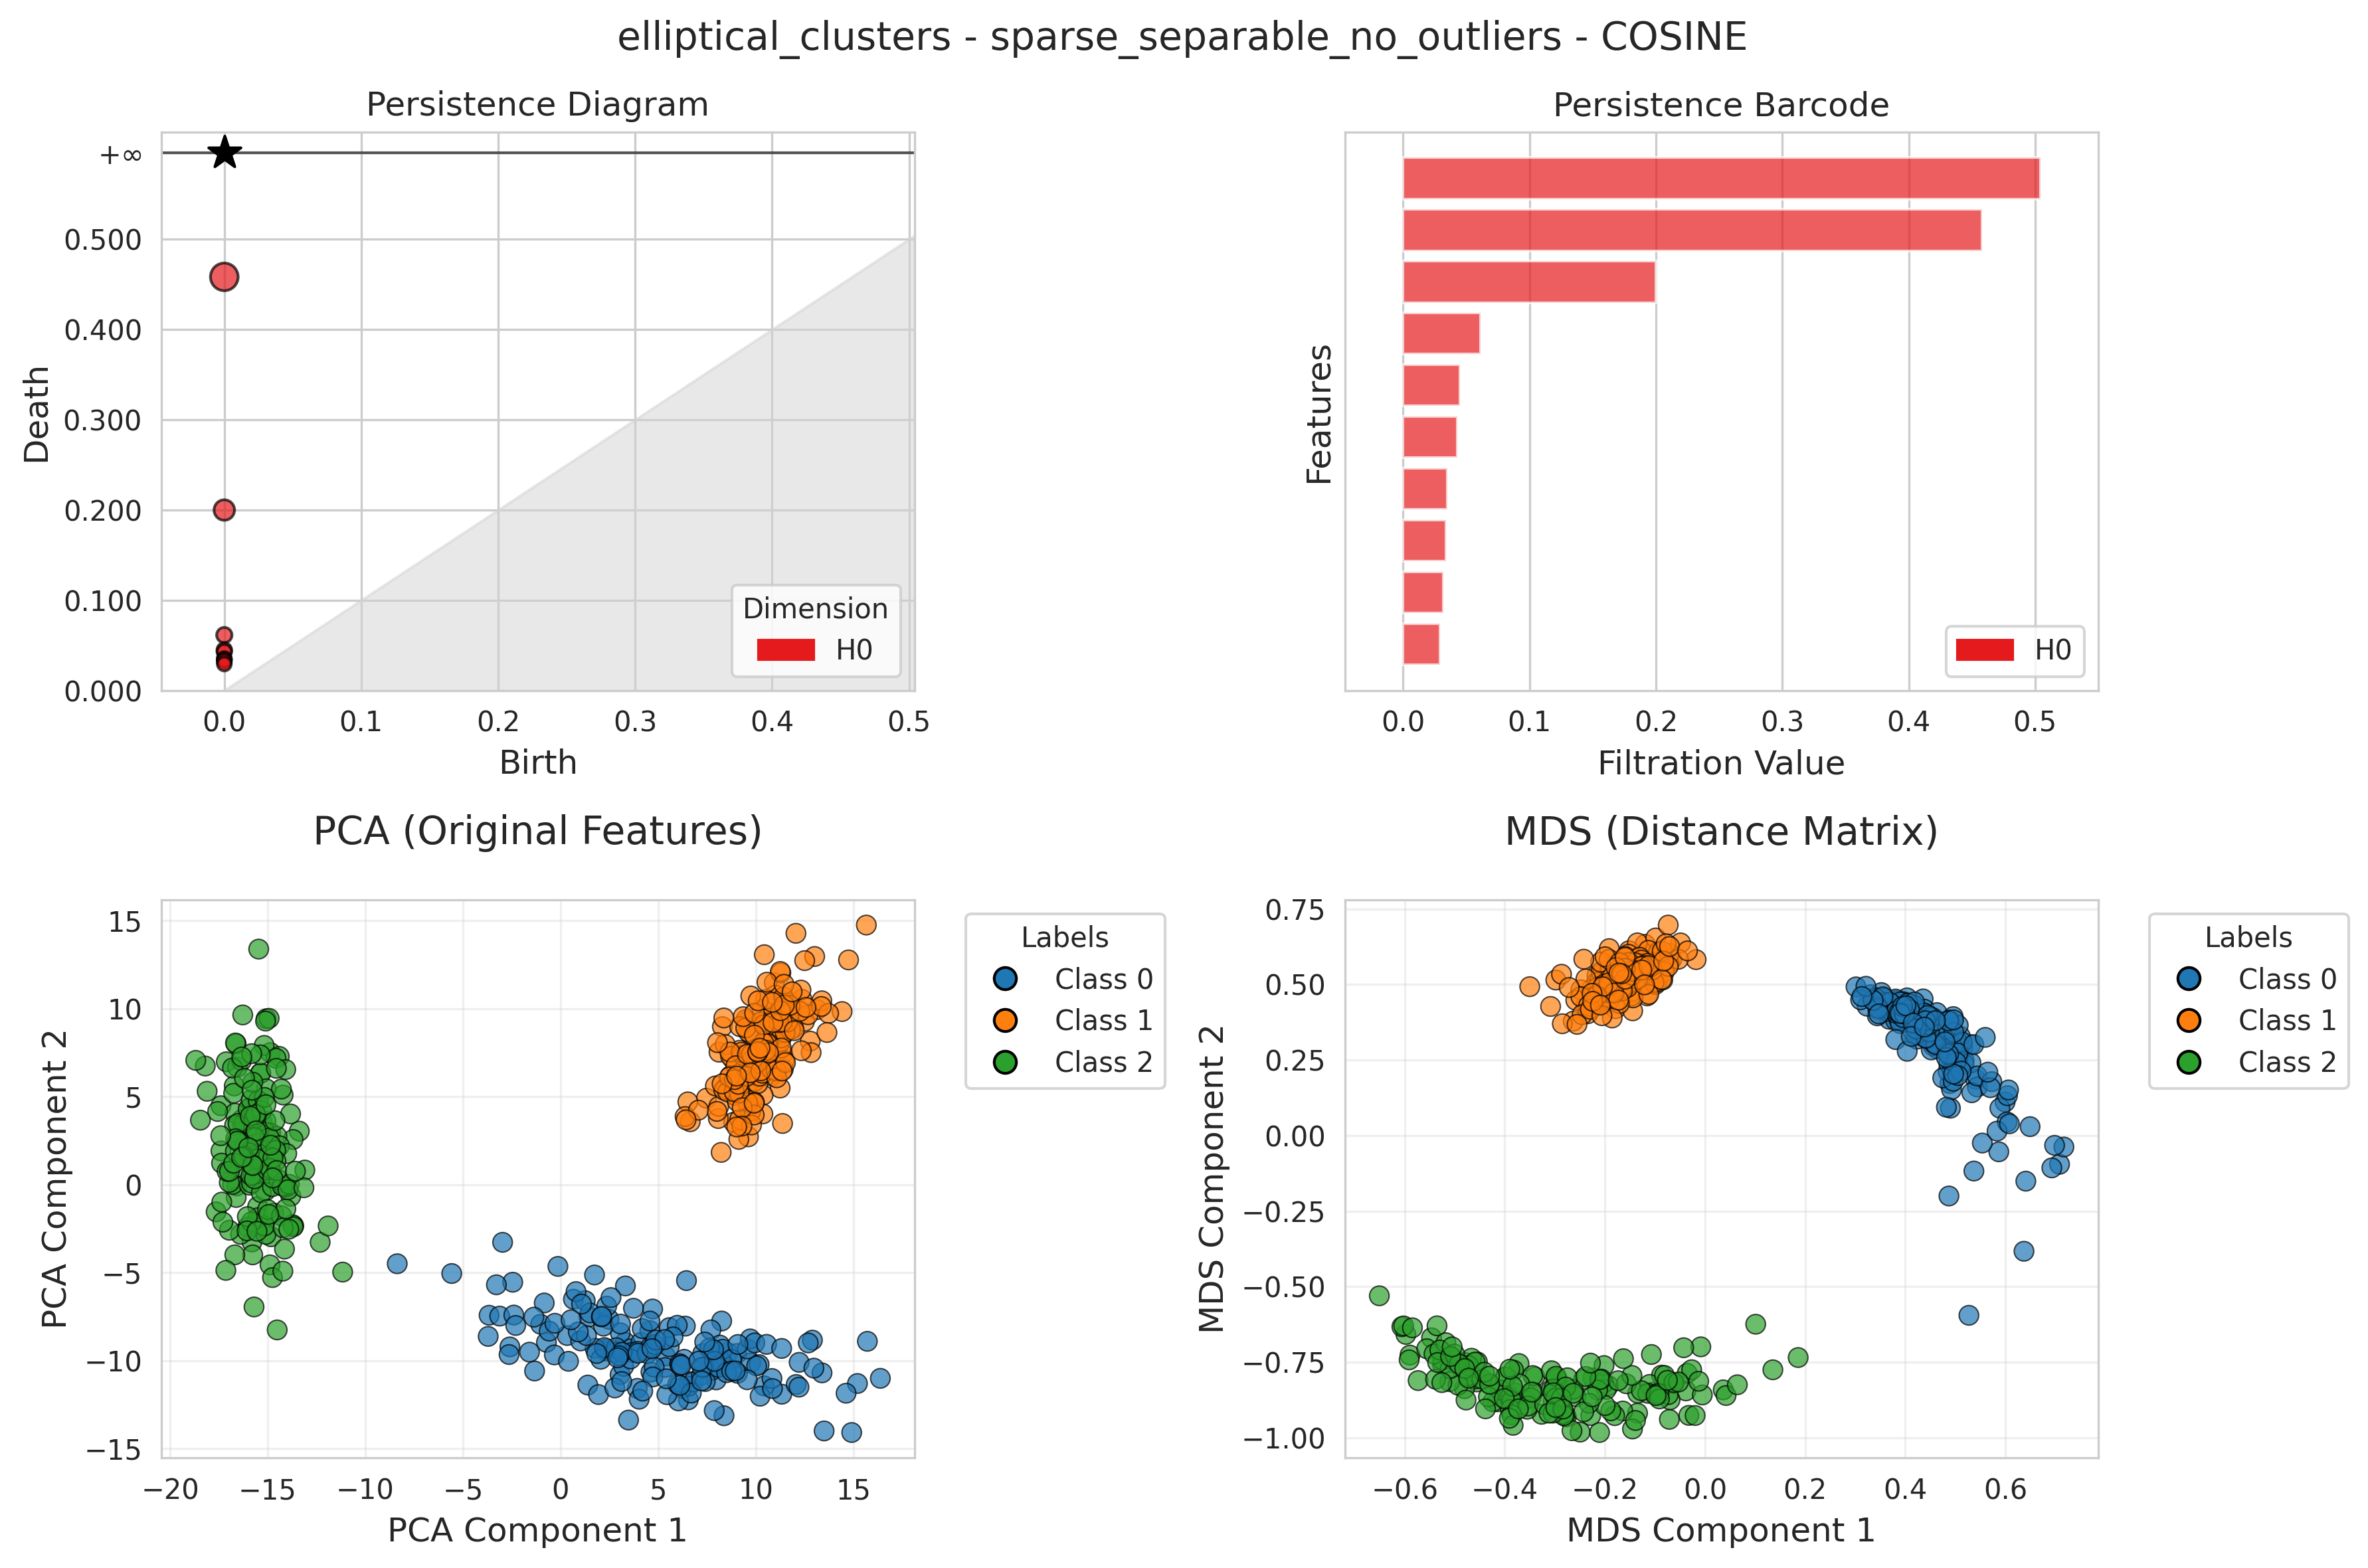 elliptical_clusters - sparse_separable_no_outliers - COSINE
Persistence Diagram
+∞
0.500
0.400
0.300
0.200
0.100
0.000
Death
0.0 0.1 0.2 0.3 0.4 0.5
Birth
Dimension
H0
Persistence Barcode
Features
0.0 0.1 0.2 0.3 0.4 0.5
Filtration Value
H0
PCA (Original Features)
15
10
5
0
−5
−10
−15
PCA Component 2
−20 −15 −10 −5 0 5 10 15
PCA Component 1
Labels
Class 0
Class 1
Class 2
MDS (Distance Matrix)
0.75
0.50
0.25
0.00
−0.25
−0.50
−0.75
−1.00
MDS Component 2
−0.6 −0.4 −0.2 0.0 0.2 0.4 0.6
MDS Component 1
Labels
Class 0
Class 1
Class 2